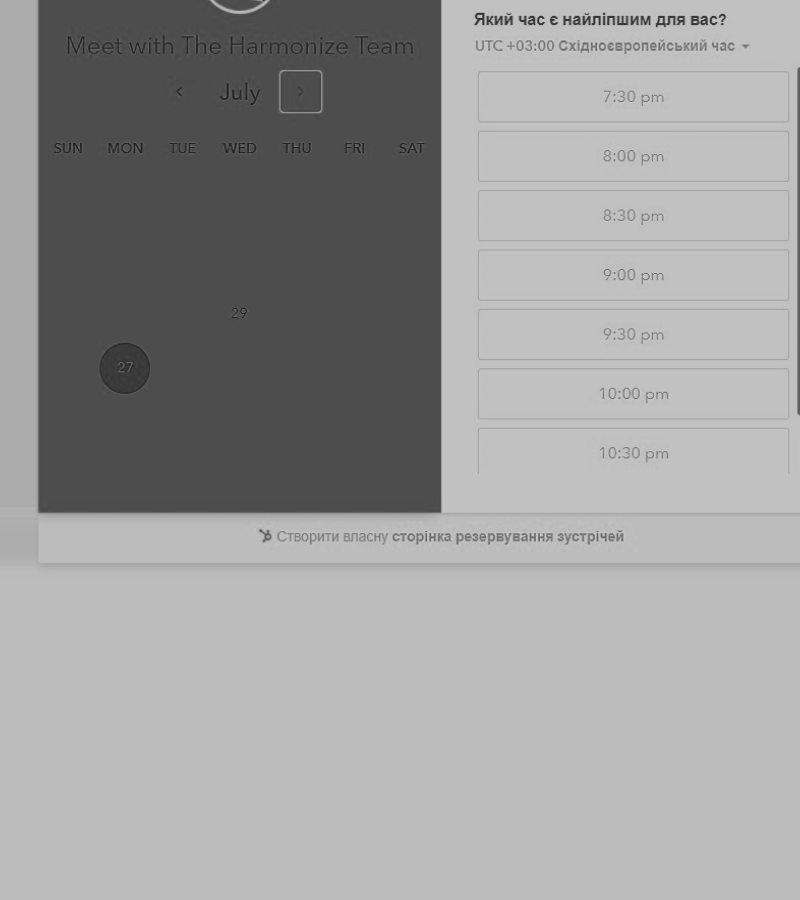 Meet with The Harmonize Team
July
SUN MON TUE WED THU FRI SAT
29
27
Який час є найліпшим для вас?
UTC +03:00 Східноєвропейський час
7:30 pm
8:00 pm
8:30 pm
9:00 pm
9:30 pm
10:00 pm
10:30 pm
Створити власну сторінка резервування зустрічей